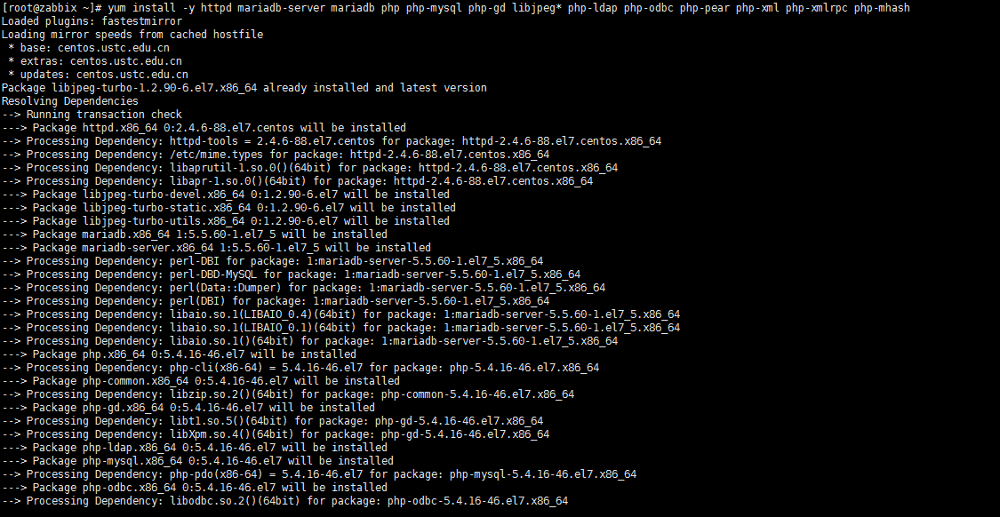 [root@zabbix ~]# yum install -y httpd mariadb-server mariadb php php-mysql php-gd libjpeg* php-ldap php-odbc php-pear php-xml php-xmlrpc php-mhash
Loaded plugins: fastestmirror
Loading mirror speeds from cached hostfile
 * base: centos.ustc.edu.cn
 * extras: centos.ustc.edu.cn
 * updates: centos.ustc.edu.cn
Package libjpeg-turbo-1.2.90-6.el7.x86_64 already installed and latest version
Resolving Dependencies
--> Running transaction check
---> Package httpd.x86_64 0:2.4.6-88.el7.centos will be installed
--> Processing Dependency: httpd-tools = 2.4.6-88.el7.centos for package: httpd-2.4.6-88.el7.centos.x86_64
--> Processing Dependency: /etc/mime.types for package: httpd-2.4.6-88.el7.centos.x86_64
--> Processing Dependency: libaprutil-1.so.0()(64bit) for package: httpd-2.4.6-88.el7.centos.x86_64
--> Processing Dependency: libapr-1.so.0()(64bit) for package: httpd-2.4.6-88.el7.centos.x86_64
---> Package libjpeg-turbo-devel.x86_64 0:1.2.90-6.el7 will be installed
---> Package libjpeg-turbo-static.x86_64 0:1.2.90-6.el7 will be installed
---> Package libjpeg-turbo-utils.x86_64 0:1.2.90-6.el7 will be installed
---> Package mariadb.x86_64 1:5.5.60-1.el7_5 will be installed
---> Package mariadb-server.x86_64 1:5.5.60-1.el7_5 will be installed
--> Processing Dependency: perl-DBI for package: 1:mariadb-server-5.5.60-1.el7_5.x86_64
--> Processing Dependency: perl-DBD-MySQL for package: 1:mariadb-server-5.5.60-1.el7_5.x86_64
--> Processing Dependency: perl(Data::Dumper) for package: 1:mariadb-server-5.5.60-1.el7_5.x86_64
--> Processing Dependency: perl(DBI) for package: 1:mariadb-server-5.5.60-1.el7_5.x86_64
--> Processing Dependency: libaio.so.1(LIBAIO_0.4)(64bit) for package: 1:mariadb-server-5.5.60-1.el7_5.x86_64
--> Processing Dependency: libaio.so.1(LIBAIO_0.1)(64bit) for package: 1:mariadb-server-5.5.60-1.el7_5.x86_64
--> Processing Dependency: libaio.so.1()(64bit) for package: 1:mariadb-server-5.5.60-1.el7_5.x86_64
---> Package php.x86_64 0:5.4.16-46.el7 will be installed
--> Processing Dependency: php-cli(x86-64) = 5.4.16-46.el7 for package: php-5.4.16-46.el7.x86_64
---> Package php-common.x86_64 0:5.4.16-46.el7 will be installed
--> Processing Dependency: libzip.so.2()(64bit) for package: php-common-5.4.16-46.el7.x86_64
---> Package php-gd.x86_64 0:5.4.16-46.el7 will be installed
--> Processing Dependency: libt1.so.5()(64bit) for package: php-gd-5.4.16-46.el7.x86_64
--> Processing Dependency: libXpm.so.4()(64bit) for package: php-gd-5.4.16-46.el7.x86_64
---> Package php-ldap.x86_64 0:5.4.16-46.el7 will be installed
---> Package php-mysql.x86_64 0:5.4.16-46.el7 will be installed
--> Processing Dependency: php-pdo(x86-64) = 5.4.16-46.el7 for package: php-mysql-5.4.16-46.el7.x86_64
---> Package php-odbc.x86_64 0:5.4.16-46.el7 will be installed
--> Processing Dependency: libodbc.so.2()(64bit) for package: php-odbc-5.4.16-46.el7.x86_64